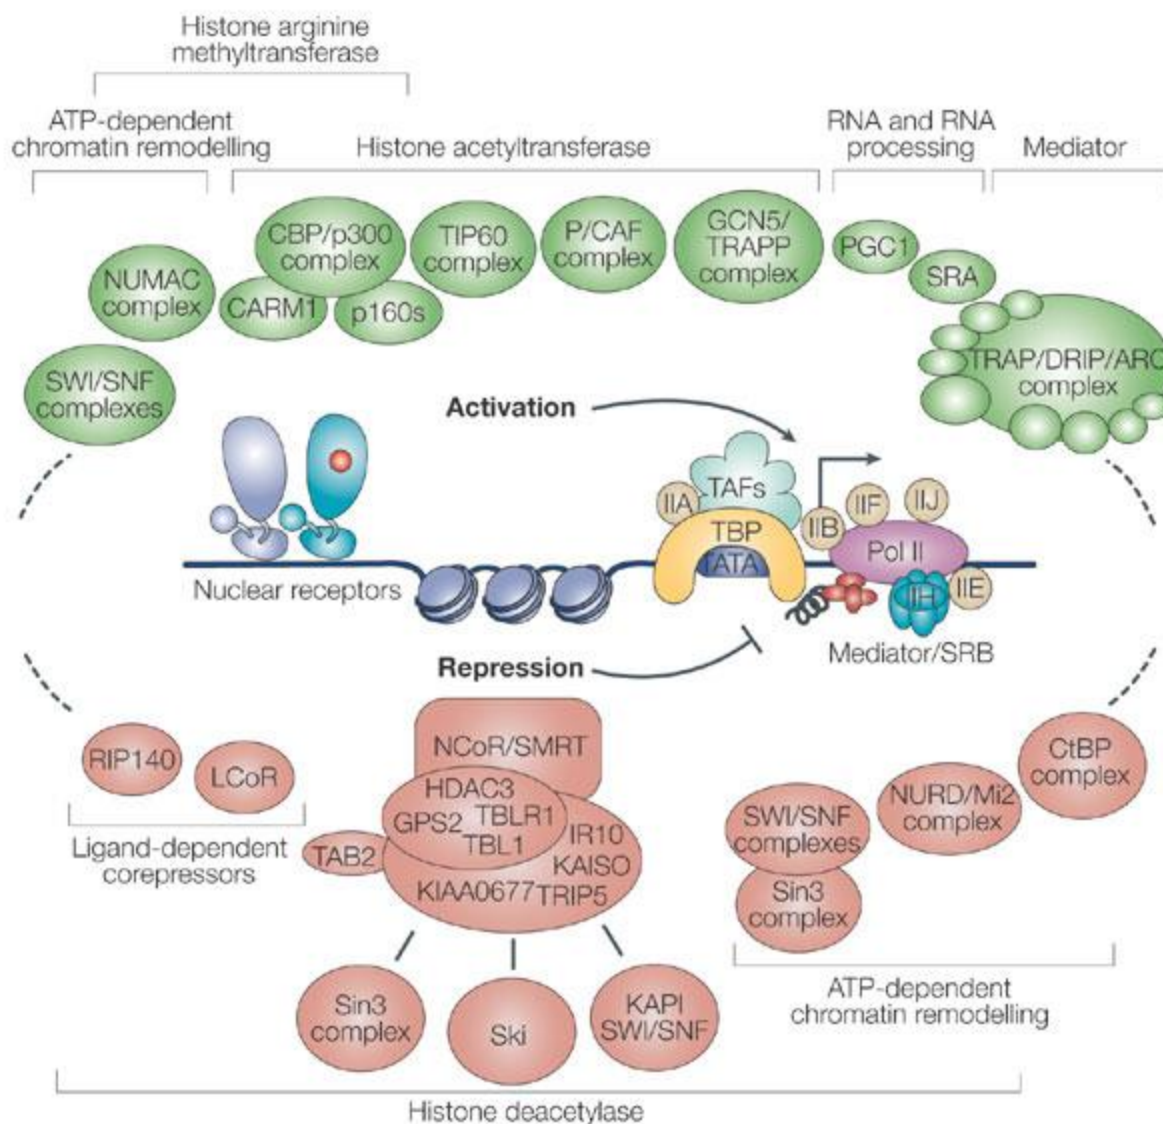 Histone arginine
methyltransferase
ATP-dependent
chromatin remodelling
Histone acetyltransferase
RNA and RNA
processing
Mediator
CBP/p300
complex
TIP60
complex
P/CAF
complex
GCN5/
TRAPP
complex
PGC1
SRA
NUMAC
complex
CARM1
p160s
TRAP/DRIP/ARC
complex
SWI/SNF
complexes
Activation
TAFs
IIA
TBP
TATA
IIB
IIF
IIJ
Pol II
IIH
IIE
Nuclear receptors
Mediator/SRB
Repression
RIP140
LCoR
Ligand-dependent
corepressors
NCoR/SMRT
HDAC3
GPS2
TBLR1
TBL1
TAB2
IR10
KAISO
KIAA0677
TRIP5
CtBP
complex
NURD/Mi2
complex
SWI/SNF
complexes
Sin3
complex
ATP-dependent
chromatin remodelling
Sin3
complex
Ski
KAPI
SWI/SNF
Histone deacetylase